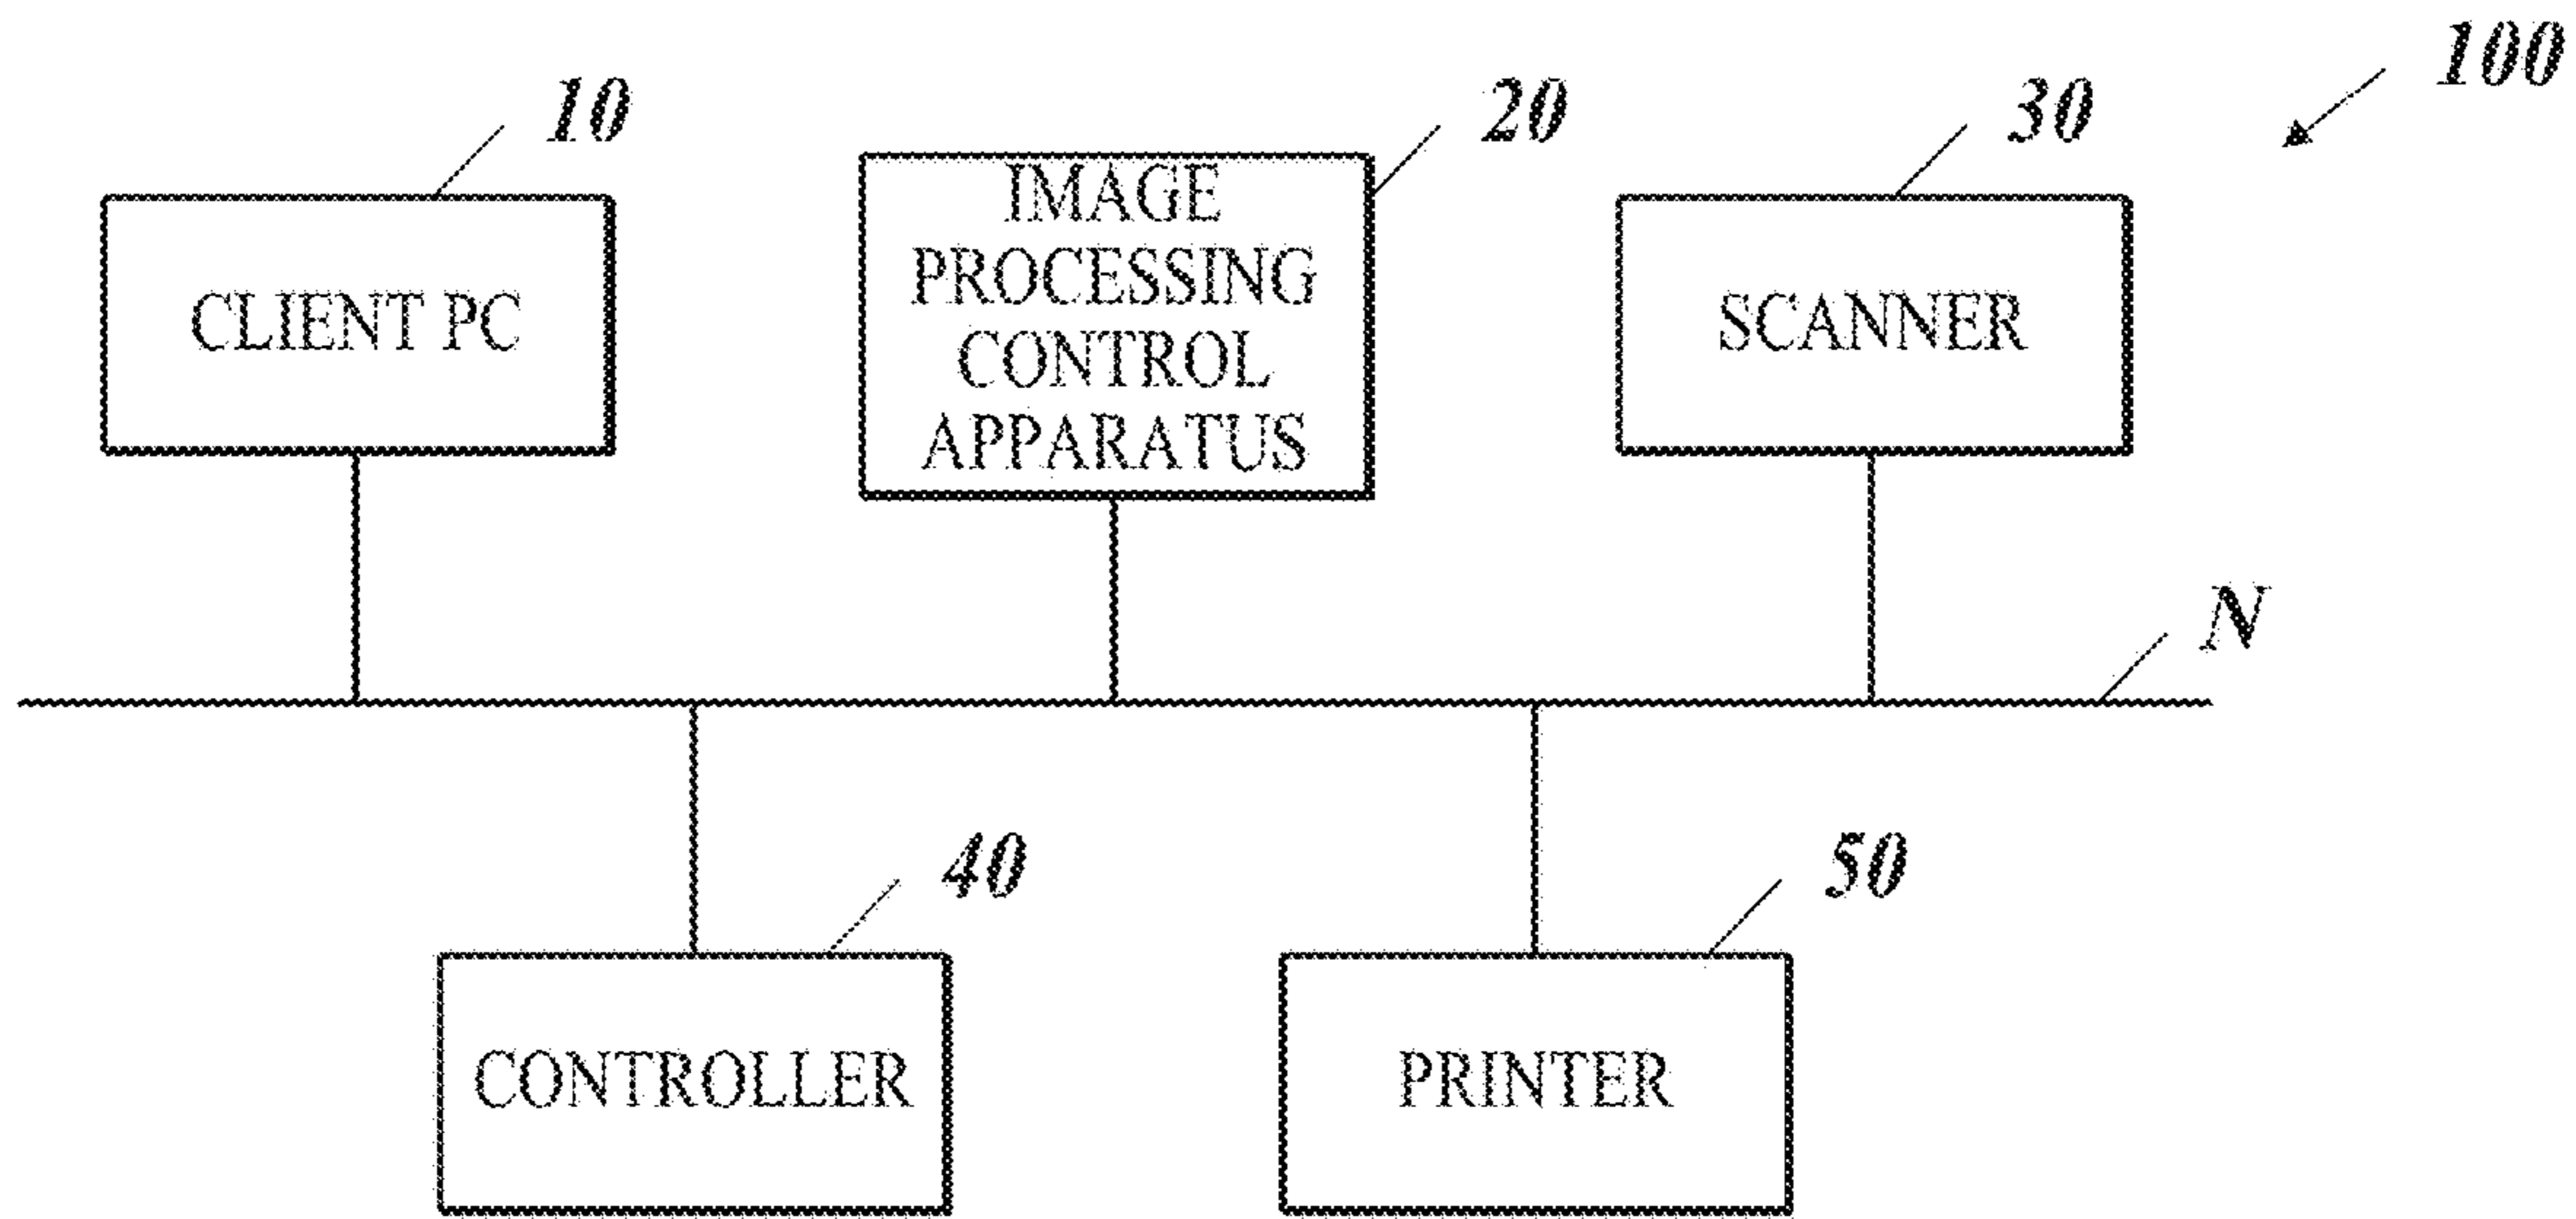 100
10
20
30
CLIENT PC
IMAGE
PROCESSING
CONTROL
APPARATUS
SCANNER
N
40
50
CONTROLLER
PRINTER